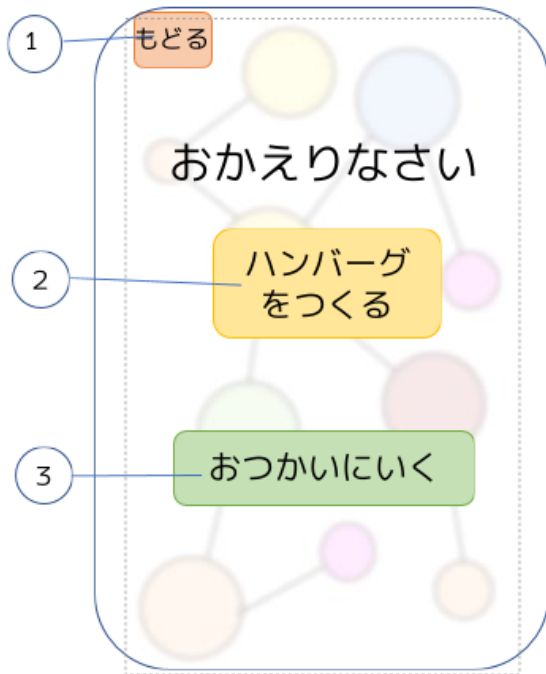 1
もどる
おかえりなさい
2
ハンバーグ
をつくる
3
おつかいにいく